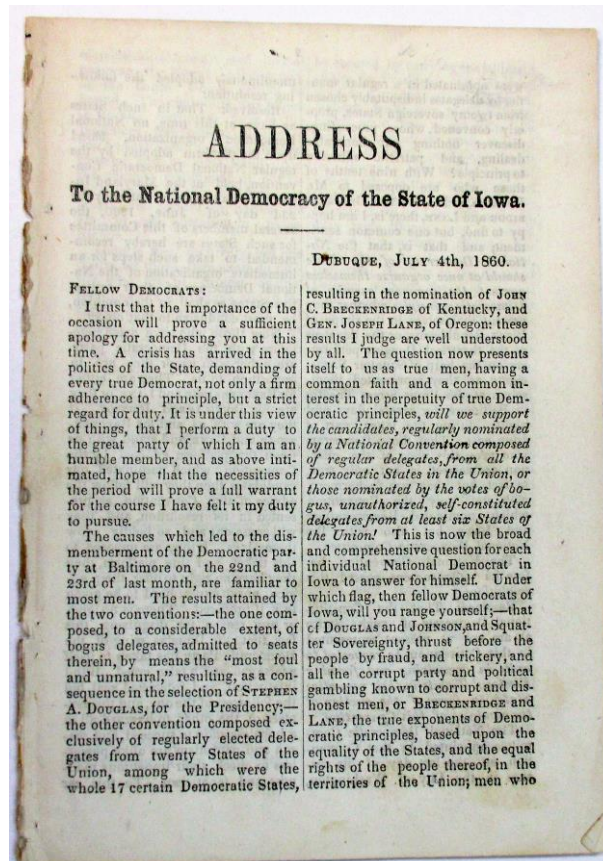 ADDRESS
To the National Democracy of the State of Iowa.
DUBUQUE, JULY 4th, 1860.
FELLOW DEMOCRATS:
I trust that the importance of the
occasion will prove a sufficient
apology for addressing you at this
time. A crisis has arrived in the
politics of the State, demanding of
every true Democrat, not only a firm
adherence to principle, but a strict
regard for duty. It is under this view
of things, that I perform a duty to
the great party of which I am an
humble member, and as above inti-
mated, hope that the necessities of
the period will prove a full warrant
for the course I have felt it my duty
to pursue.
The causes which led to the dis-
memberment of the Democratic par-
ty at Baltimore on the 22nd and
23rd of last month, are familiar to
most men. The results attained by
the two conventions:—the one com-
posed, to a considerable extent, of
bogus delegates, admitted to seats
therein, by means the "most foul
and unnatural," resulting, as a con-
sequence in the selection of STEPHEN
A. DOUGLAS, for the Presidency;—
the other convention composed ex-
clusively of regularly elected dele-
gates from twenty States of the
Union, among which were the
whole 17 certain Democratic States,
resulting in the nomination of JOHN
C. BRECKENRIDGE of Kentucky, and
GEN. JOSEPH LANE, of Oregon: these
results I judge are well understood
by all. The question now presents
itself to us as true men, having a
common faith and a common in-
terest in the perpetuity of true Dem-
ocratic principles, will we support
the candidates, regularly nominated
by a National Convention composed
of regular delegates, from all the
Democratic States in the Union, or
those nominated by the votes of bo-
gus, unauthorized, self-constituted
delegates from at least six States of
the Union! This is now the broad
and comprehensive question for each
individual National Democrat in
Iowa to answer for himself. Under
which flag, then fellow Democrats of
Iowa, will you range yourself;—that
of DOUGLAS and JOHNSON, and Squat-
ter Sovereignty, thrust before the
people by fraud, and trickery, and
all the corrupt party and political
gambling known to corrupt and dis-
honest men, or BRECKENRIDGE and
LANE, the true exponents of Demo-
cratic principles, based upon the
equality of the States, and the equal
rights of the people thereof, in the
territories of the Union; men who